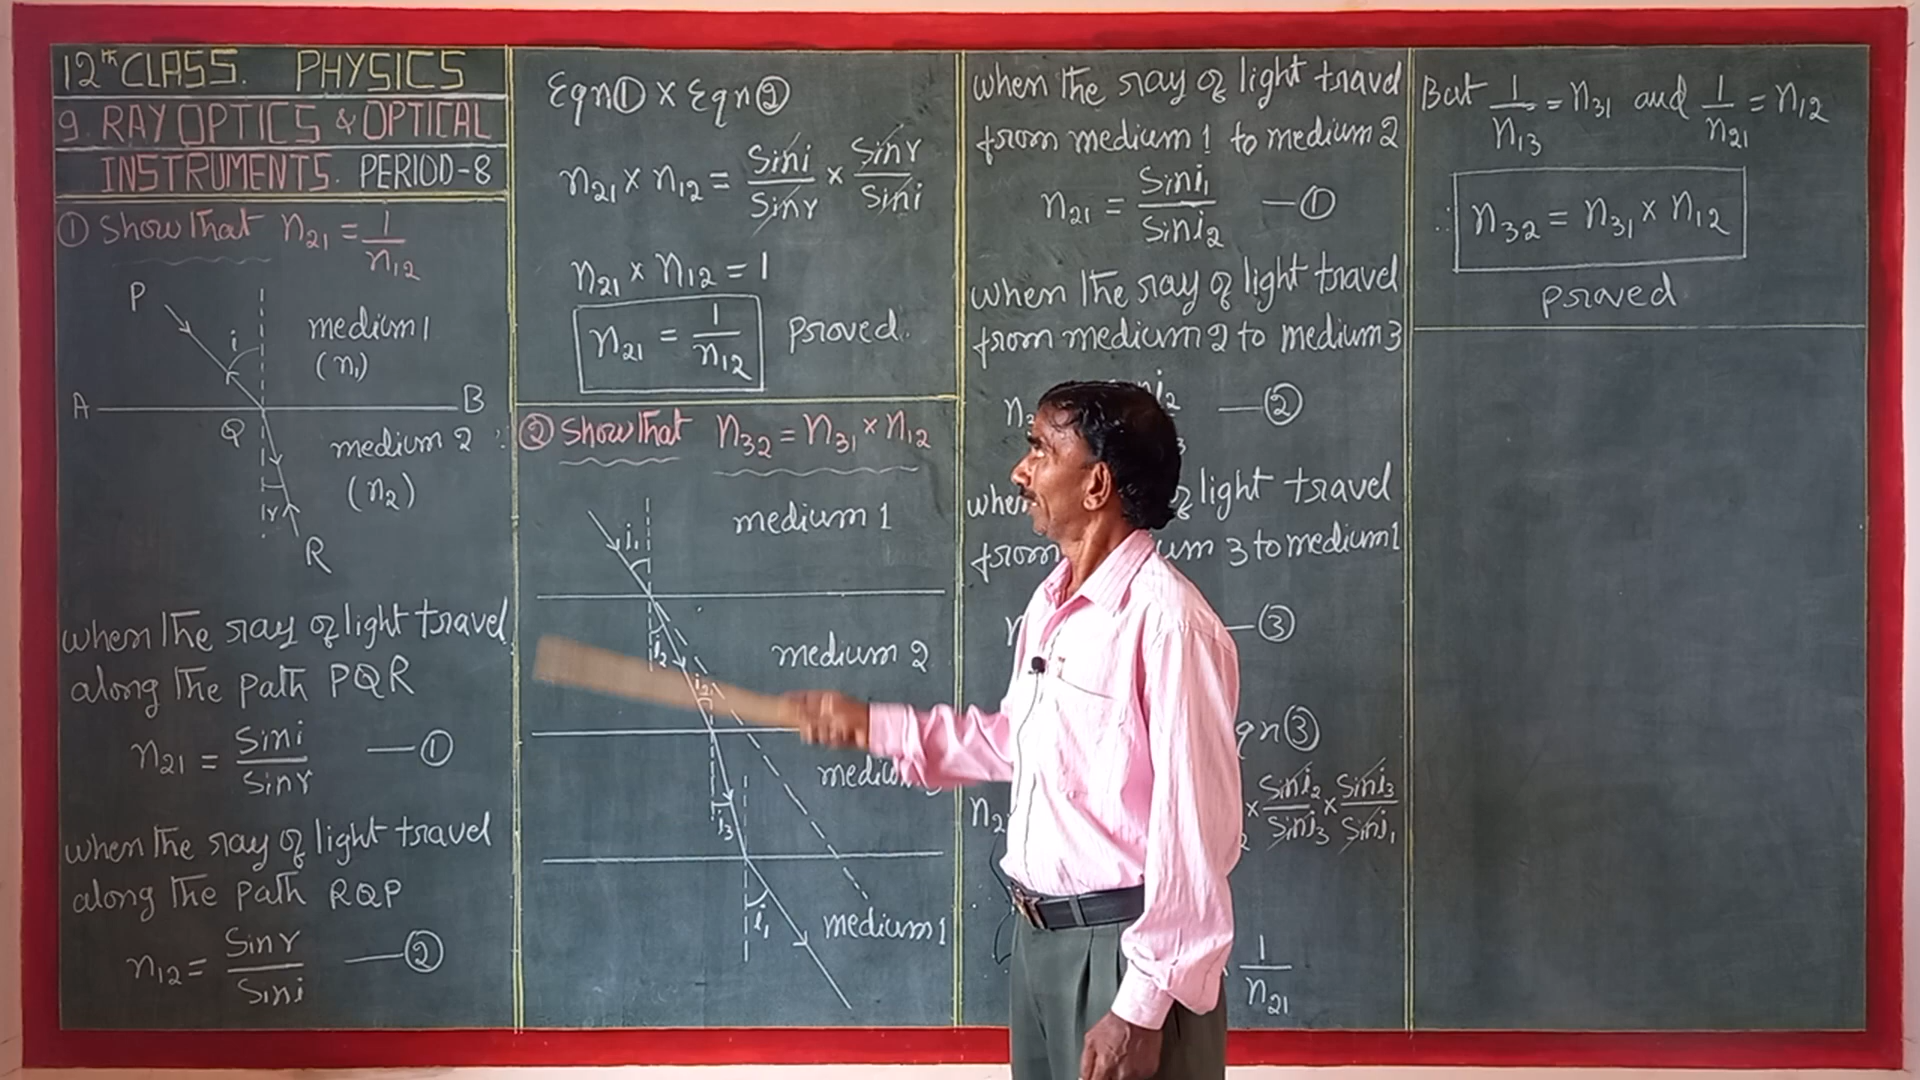 12th CLASS. PHYSICS
9. RAY OPTICS & OPTICAL
INSTRUMENTS. PERIOD-8
① Show that n21 = 1/n12
P
i
medium 1
(n1)
A
B
Q
medium 2
(n2)
r
R
when the ray of light travel
along the path PQR
n21 = Sin i / Sin r —①
when the ray of light travel
along the path RQP
n12 = Sin r / Sin i —②
Eqn① × Eqn②
n21 × n12 = Sin i / Sin r × Sin r / Sin i
n21 × n12 = 1
n21 = 1/n12 proved.
② Show that n32 = n31 × n12
medium 1
i1
medium 2
i2
i2
i3
medium 1
i1
when the ray of light travel
from medium 1 to medium 2
n21 = Sin i1 / Sin i2 —①
when the ray of light travel
from medium 2 to medium 3
—②
light travel
from 3 to medium 1
—③
③
× Sin i2 / Sin i3 × Sin i3 / Sin i1
1/n21
But 1/n13 = n31 and 1/n21 = n12
∴ n32 = n31 × n12
proved